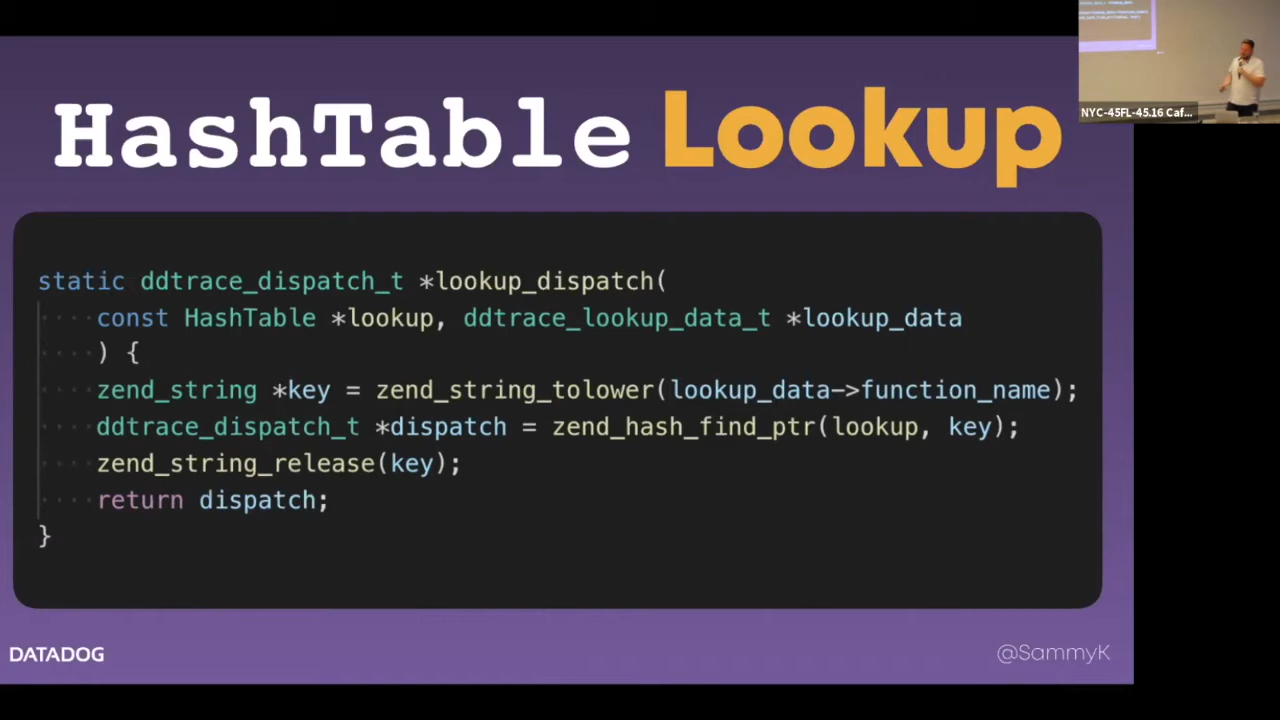 HashTable Lookup
NYC-45FL-45.16 Caf...
static ddtrace_dispatch_t *lookup_dispatch(
const HashTable *lookup, ddtrace_lookup_data_t *lookup_data
) {
zend_string *key = zend_string_tolower(lookup_data->function_name);
ddtrace_dispatch_t *dispatch = zend_hash_find_ptr(lookup, key);
zend_string_release(key);
return dispatch;
}
DATADOG
@SammyK